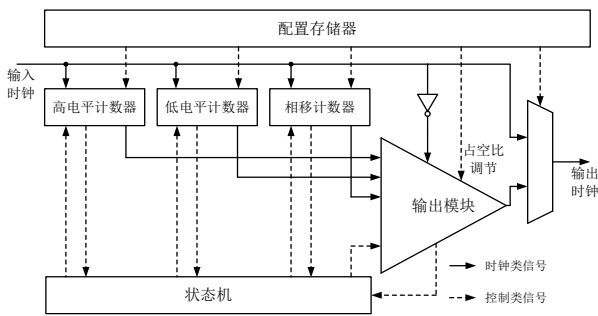 配置存储器
输入
时钟
高电平计数器
低电平计数器
相移计数器
占空比
调节
输出模块
输出
时钟
状态机
时钟类信号
控制类信号